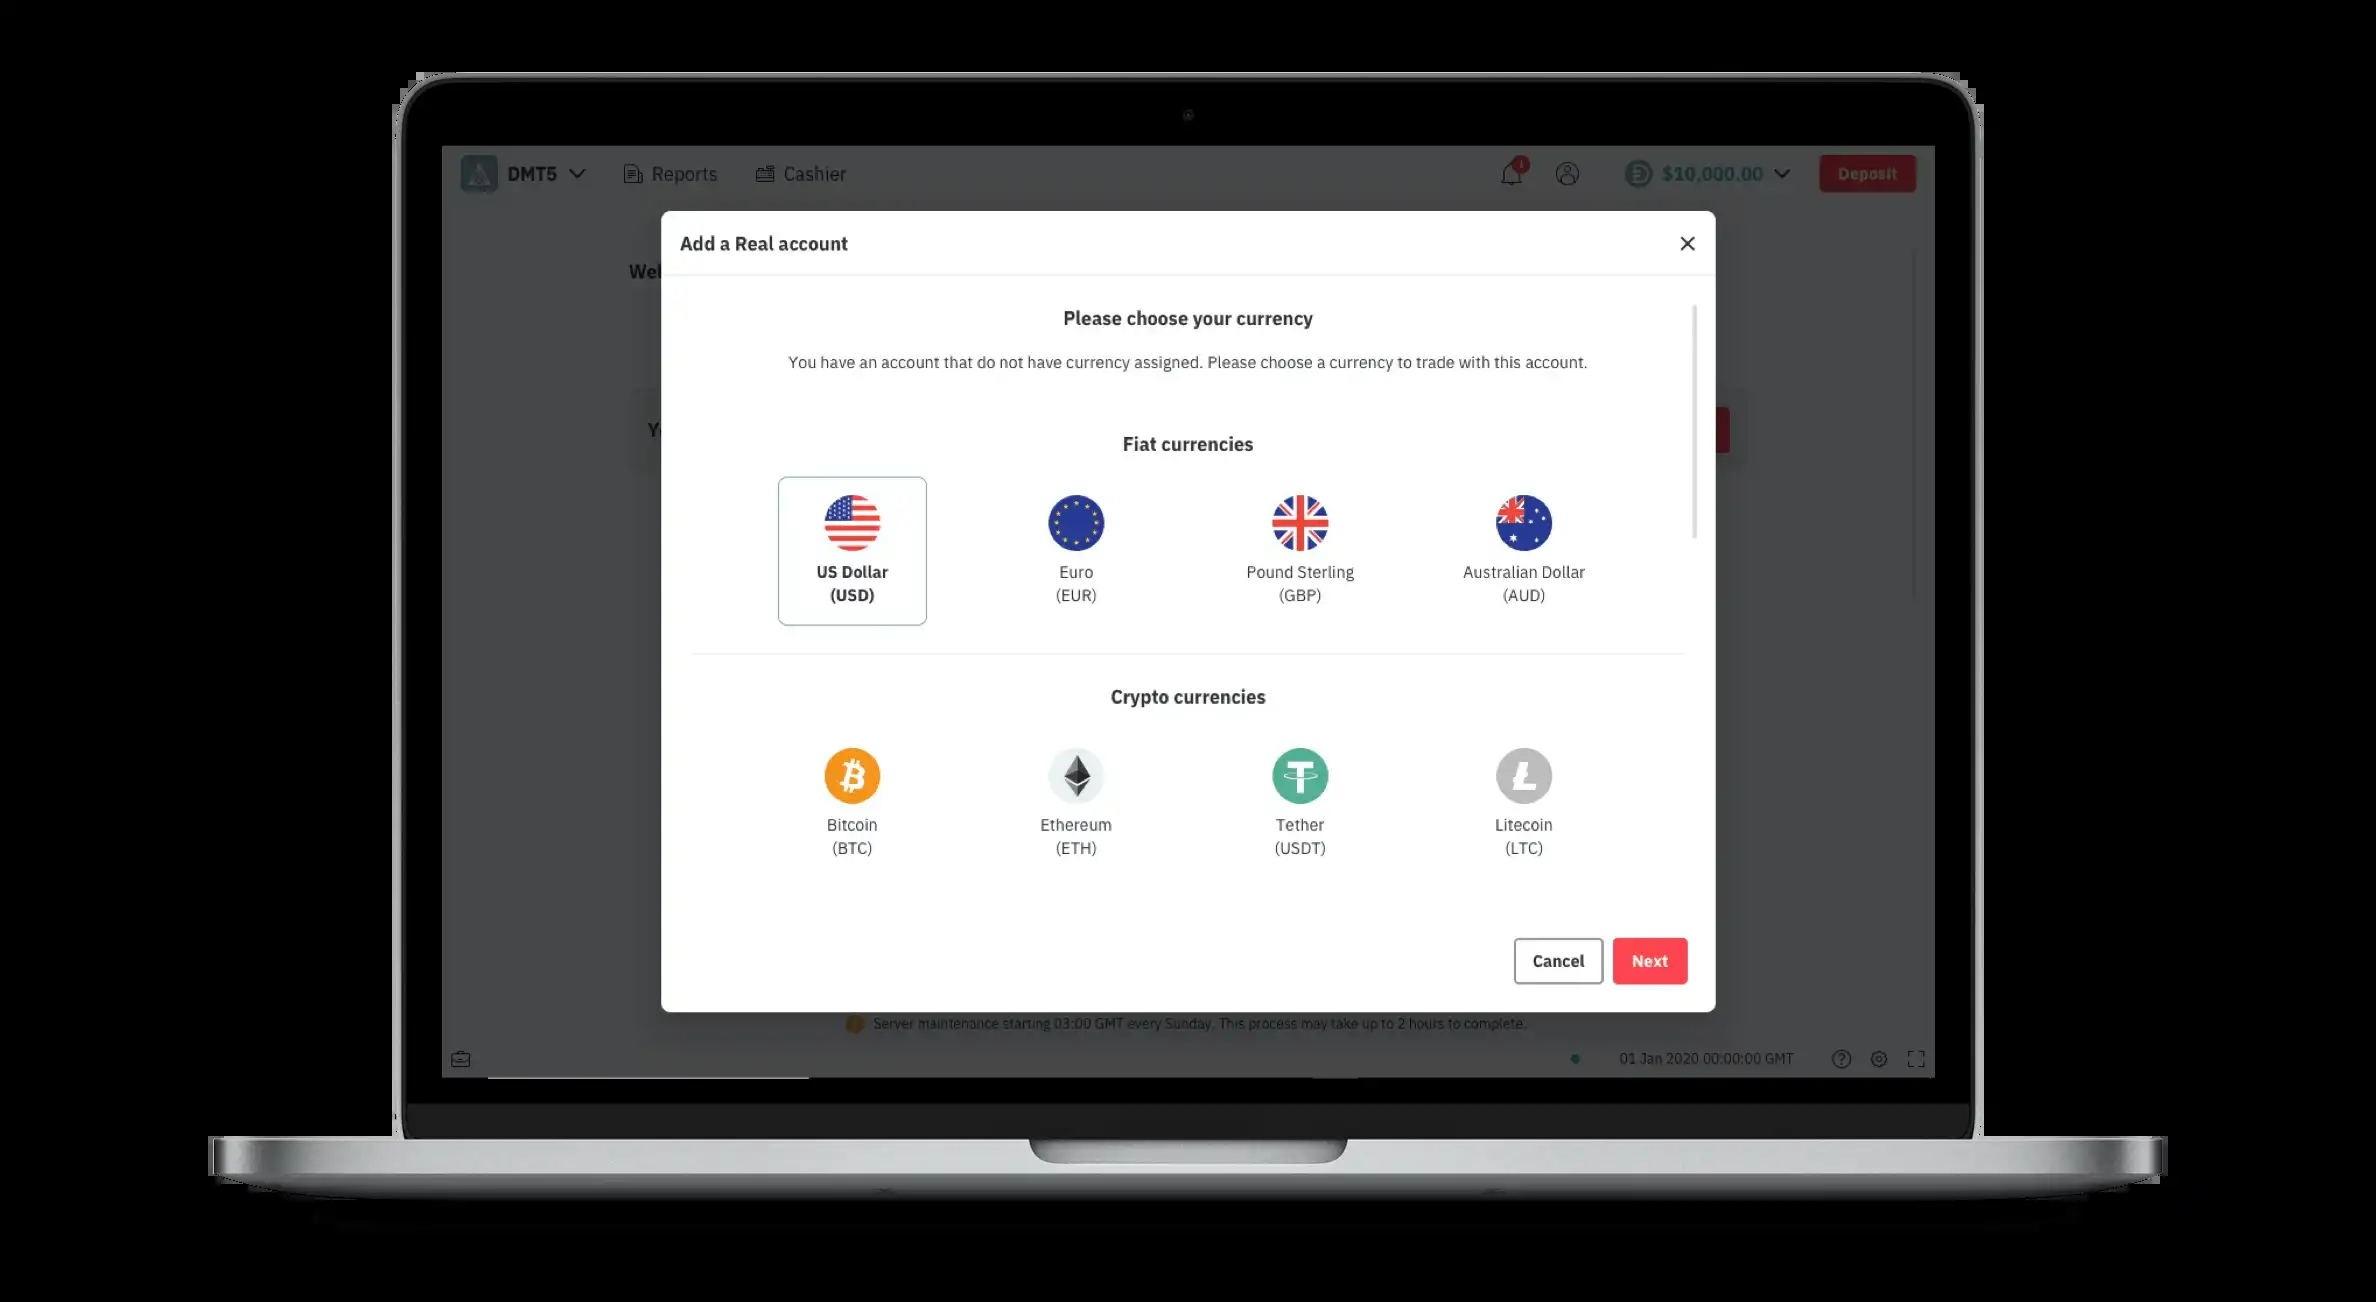 DMT5
Reports
Cashier
1
$10,000.00
Deposit
Add a Real account
Wel
Please choose your currency
You have an account that do not have currency assigned. Please choose a currency to trade with this account.
Y
Fiat currencies
US Dollar
(USD)
Euro
(EUR)
Pound Sterling
(GBP)
Australian Dollar
(AUD)
Crypto currencies
Bitcoin
(BTC)
Ethereum
(ETH)
Tether
(USDT)
Litecoin
(LTC)
Cancel
Next
Server maintenance starting 03:00 GMT every Sunday. This process may take up to 2 hours to complete.
01 Jan 2020 00:00:00 GMT